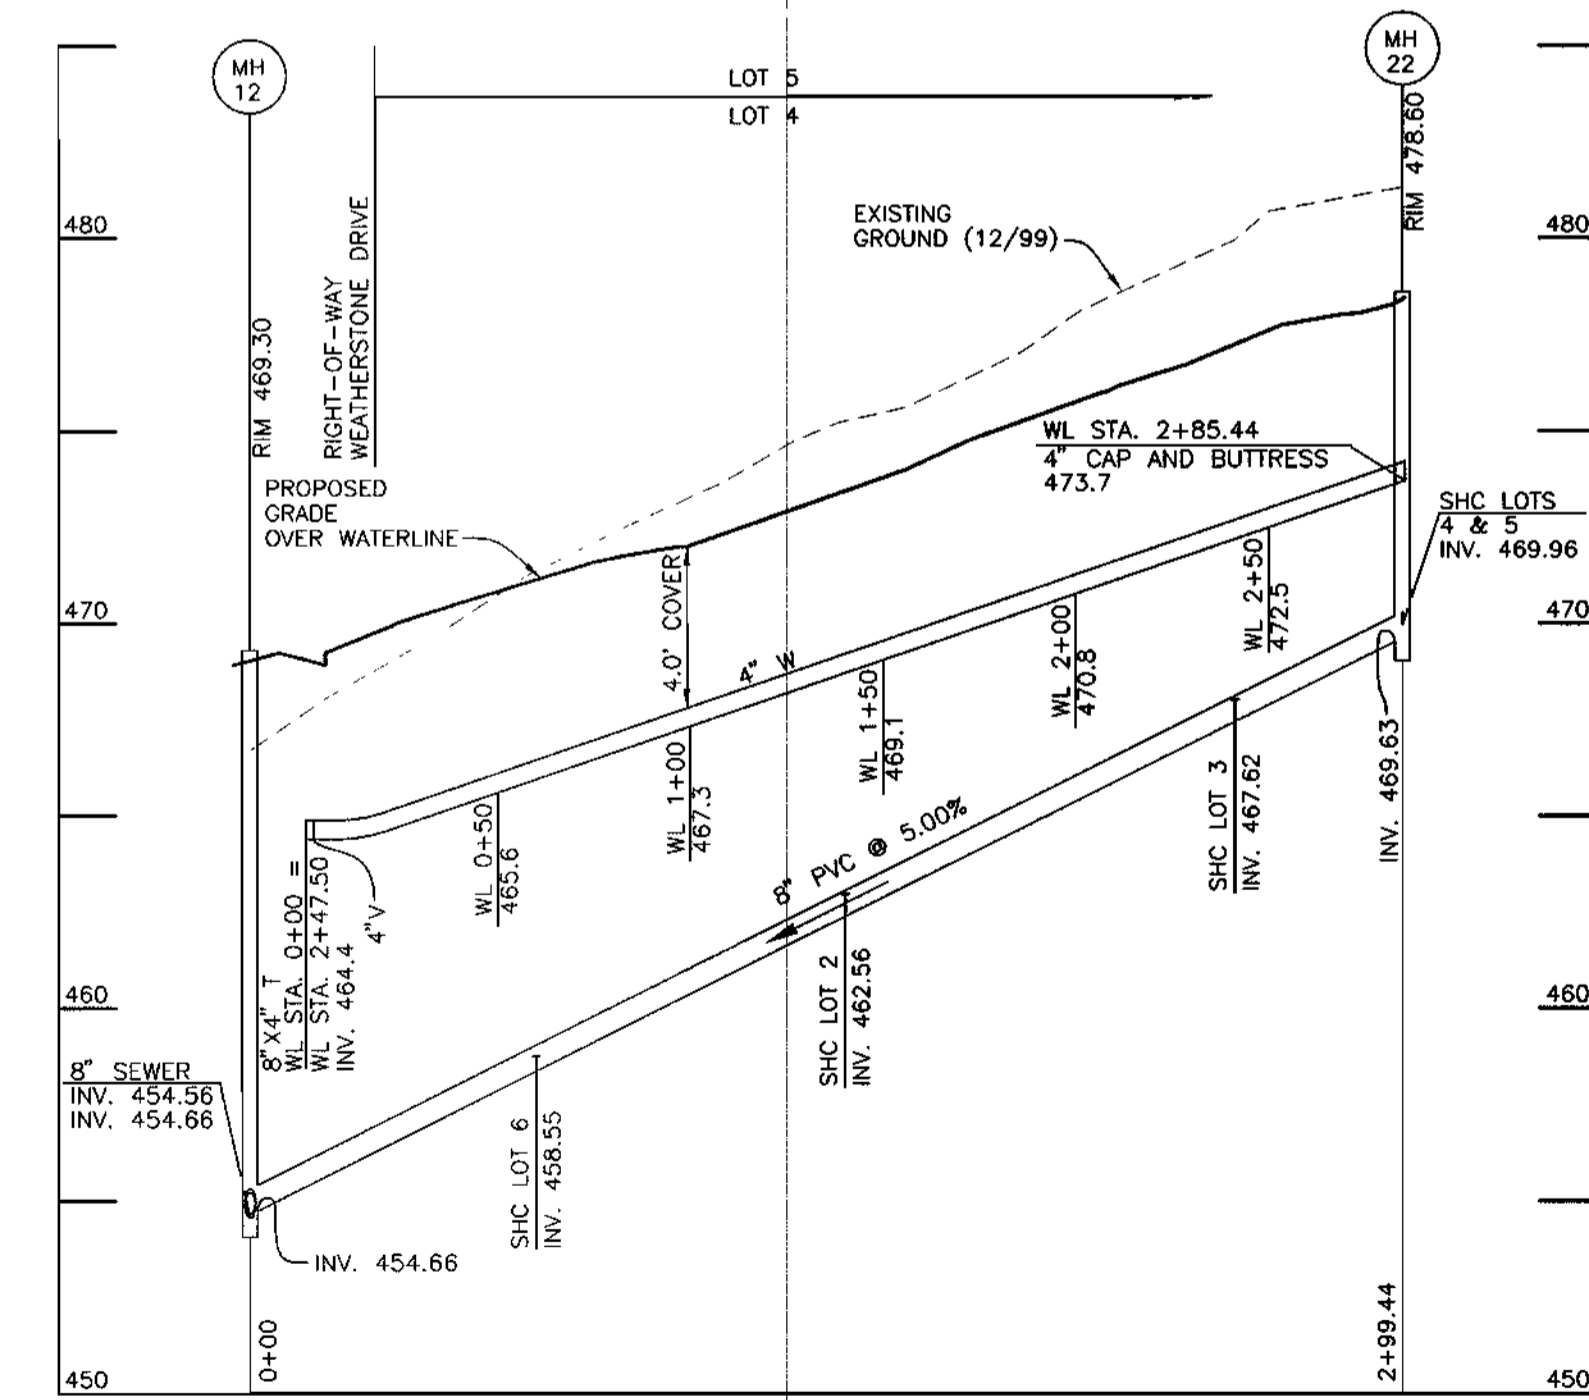 MH
12
MH
22
LOT 5
LOT 4
RIM 469.30
RIGHT-OF-WAY
WEATHERSTONE DRIVE
EXISTING
GROUND (12/99)
RIM 478.60
480
480
PROPOSED
GRADE
OVER WATERLINE
WL STA. 2+85.44
4" CAP AND BUTTRESS
473.7
SHC LOTS
4 & 5
INV. 469.96
470
470
4.0' COVER
4" W
WL 0+50
465.6
WL 1+00
467.3
WL 1+50
469.1
WL 2+00
470.8
WL 2+50
472.5
INV. 469.63
8" PVC @ 5.00%
8"X4" T
WL STA. 0+00 =
WL STA. 2+47.50
INV. 464.4
4"V
SHC LOT 6
INV. 458.55
SHC LOT 2
INV. 462.56
SHC LOT 3
INV. 467.62
460
460
8" SEWER
INV. 454.56
INV. 454.66
INV. 454.66
0+00
2+99.44
450
450